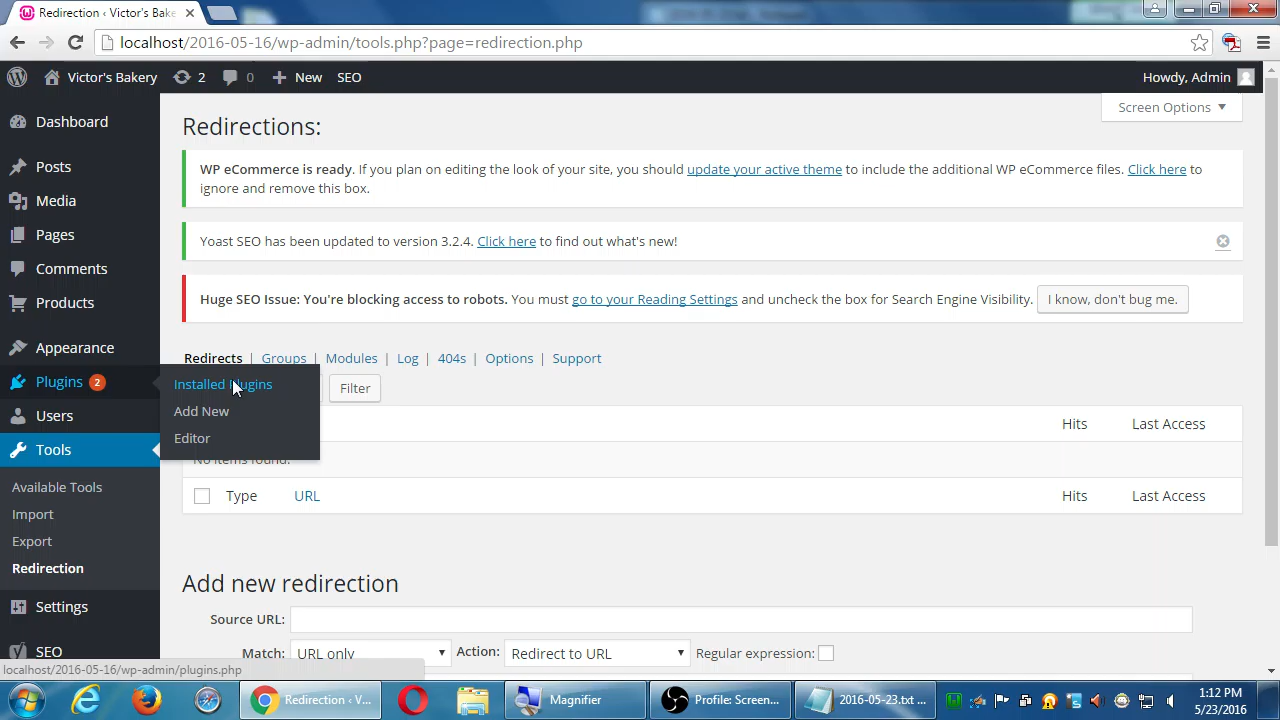 Redirection ‹ Victor's Bake
localhost/2016-05-16/wp-admin/tools.php?page=redirection.php
Victor's Bakery 2 0 New SEO Howdy, Admin
Screen Options
Dashboard
Posts
Media
Pages
Comments
Products
Appearance
Plugins 2
Installed Plugins
Add New
Editor
Users
Tools
Available Tools
Import
Export
Redirection
Settings
SEO
Redirections:
WP eCommerce is ready. If you plan on editing the look of your site, you should update your active theme to include the additional WP eCommerce files. Click here to
ignore and remove this box.
Yoast SEO has been updated to version 3.2.4. Click here to find out what's new!
Huge SEO Issue: You're blocking access to robots. You must go to your Reading Settings and uncheck the box for Search Engine Visibility. I know, don't bug me.
Redirects | Groups | Modules | Log | 404s | Options | Support
Filter
Hits Last Access
No items found.
Type URL Hits Last Access
Add new redirection
Source URL:
Match: URL only Action: Redirect to URL Regular expression:
localhost/2016-05-16/wp-admin/plugins.php
Redirection ‹ V...
Magnifier
Profile: Screen...
2016-05-23.txt ...
1:12 PM
5/23/2016